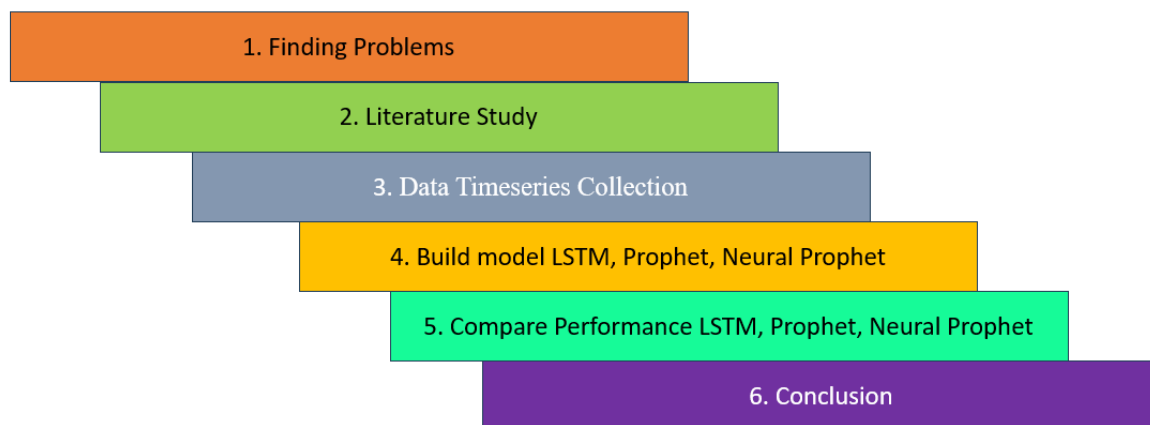 1. Finding Problems
2. Literature Study
3. Data Timeseries Collection
4. Build model LSTM, Prophet, Neural Prophet
5. Compare Performance LSTM, Prophet, Neural Prophet
6. Conclusion